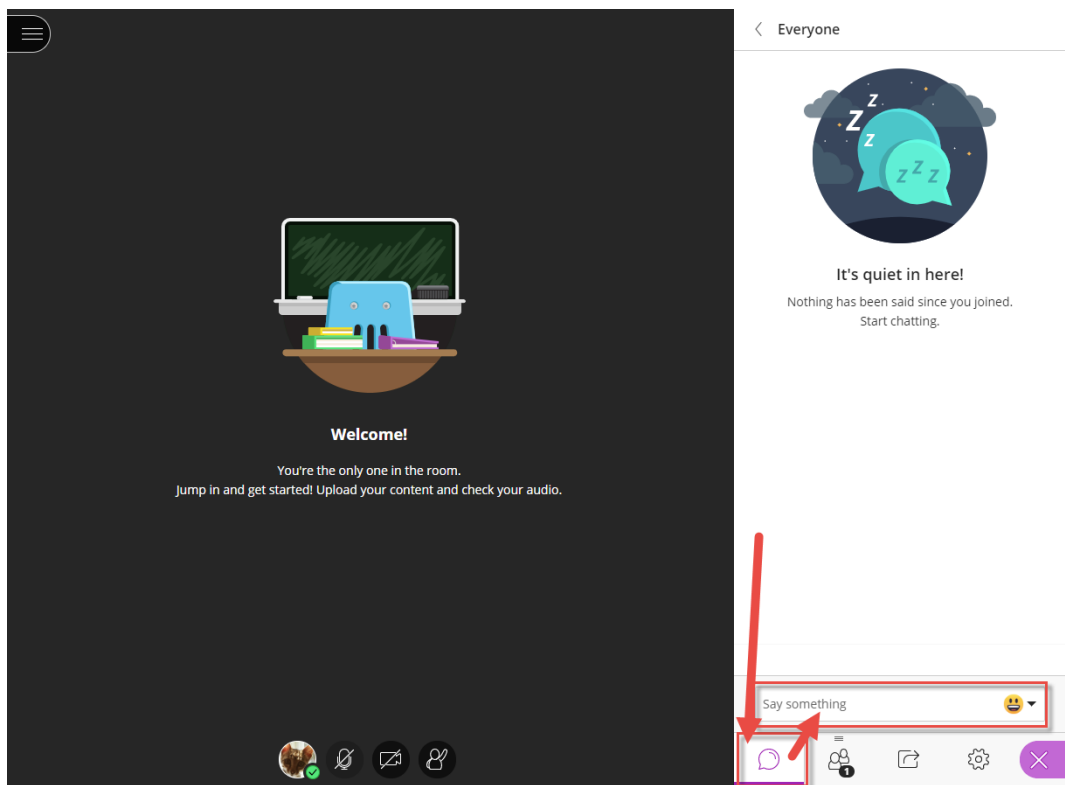 Everyone
Z
Z
Z
Z Z Z
It's quiet in here!
Nothing has been said since you joined.
Start chatting.
Welcome!
You're the only one in the room.
Jump in and get started! Upload your content and check your audio.
Say something
1